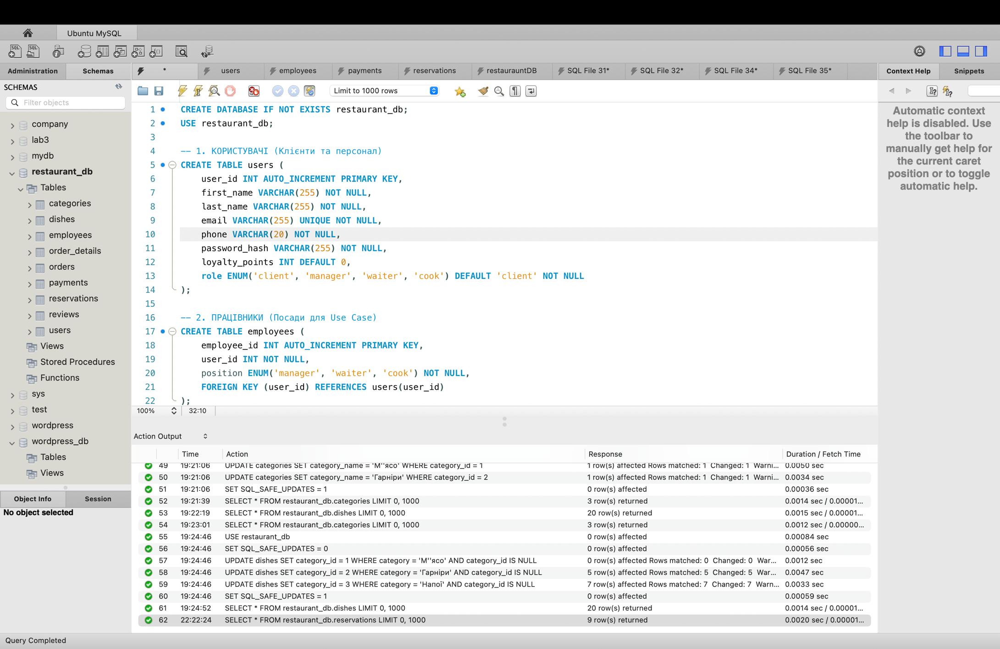 Ubuntu MySQL
Administration Schemas * users employees payments reservations restaurauntDB SQL File 31* SQL File 32* SQL File 34* SQL File 35* Context Help Snippets
SCHEMAS
Filter objects
company
lab3
mydb
restaurant_db
Tables
categories
dishes
employees
order_details
orders
payments
reservations
reviews
users
Views
Stored Procedures
Functions
sys
test
wordpress
wordpress_db
Tables
Views
Object Info Session
No object selected
Limit to 1000 rows
1 CREATE DATABASE IF NOT EXISTS restaurant_db;
2 USE restaurant_db;
3
4 -- 1. КОРИСТУВАЧІ (Клієнти та персонал)
5 CREATE TABLE users (
6 user_id INT AUTO_INCREMENT PRIMARY KEY,
7 first_name VARCHAR(255) NOT NULL,
8 last_name VARCHAR(255) NOT NULL,
9 email VARCHAR(255) UNIQUE NOT NULL,
10 phone VARCHAR(20) NOT NULL,
11 password_hash VARCHAR(255) NOT NULL,
12 loyalty_points INT DEFAULT 0,
13 role ENUM('client', 'manager', 'waiter', 'cook') DEFAULT 'client' NOT NULL
14 );
15
16 -- 2. ПРАЦІВНИКИ (Посади для Use Case)
17 CREATE TABLE employees (
18 employee_id INT AUTO_INCREMENT PRIMARY KEY,
19 user_id INT NOT NULL,
20 position ENUM('manager', 'waiter', 'cook') NOT NULL,
21 FOREIGN KEY (user_id) REFERENCES users(user_id)
22 );
100% 32:10
Automatic context
help is disabled. Use
the toolbar to
manually get help for
the current caret
position or to toggle
automatic help.
Action Output
Time Action Response Duration / Fetch Time
49 19:21:06 UPDATE categories SET category_name = 'М''ясо' WHERE category_id = 1 1 row(s) affected Rows matched: 1 Changed: 1 Warni... 0.0050 sec
50 19:21:06 UPDATE categories SET category_name = 'Гарніри' WHERE category_id = 2 1 row(s) affected Rows matched: 1 Changed: 1 Warni... 0.0034 sec
51 19:21:06 SET SQL_SAFE_UPDATES = 1 0 row(s) affected 0.00036 sec
52 19:21:39 SELECT * FROM restaurant_db.categories LIMIT 0, 1000 3 row(s) returned 0.0014 sec / 0.00001...
53 19:22:19 SELECT * FROM restaurant_db.dishes LIMIT 0, 1000 20 row(s) returned 0.0015 sec / 0.00001...
54 19:23:01 SELECT * FROM restaurant_db.categories LIMIT 0, 1000 3 row(s) returned 0.0012 sec / 0.00000...
55 19:24:46 USE restaurant_db 0 row(s) affected 0.00084 sec
56 19:24:46 SET SQL_SAFE_UPDATES = 0 0 row(s) affected 0.00056 sec
57 19:24:46 UPDATE dishes SET category_id = 1 WHERE category = 'М''ясо' AND category_id IS NULL 0 row(s) affected Rows matched: 0 Changed: 0 War... 0.0012 sec
58 19:24:46 UPDATE dishes SET category_id = 2 WHERE category = 'Гарніри' AND category_id IS NULL 5 row(s) affected Rows matched: 5 Changed: 5 War... 0.0047 sec
59 19:24:46 UPDATE dishes SET category_id = 3 WHERE category = 'Напої' AND category_id IS NULL 7 row(s) affected Rows matched: 7 Changed: 7 Warn... 0.0033 sec
60 19:24:46 SET SQL_SAFE_UPDATES = 1 0 row(s) affected 0.00059 sec
61 19:24:52 SELECT * FROM restaurant_db.dishes LIMIT 0, 1000 20 row(s) returned 0.0014 sec / 0.00001...
62 22:22:24 SELECT * FROM restaurant_db.reservations LIMIT 0, 1000 9 row(s) returned 0.0020 sec / 0.00001...
Query Completed